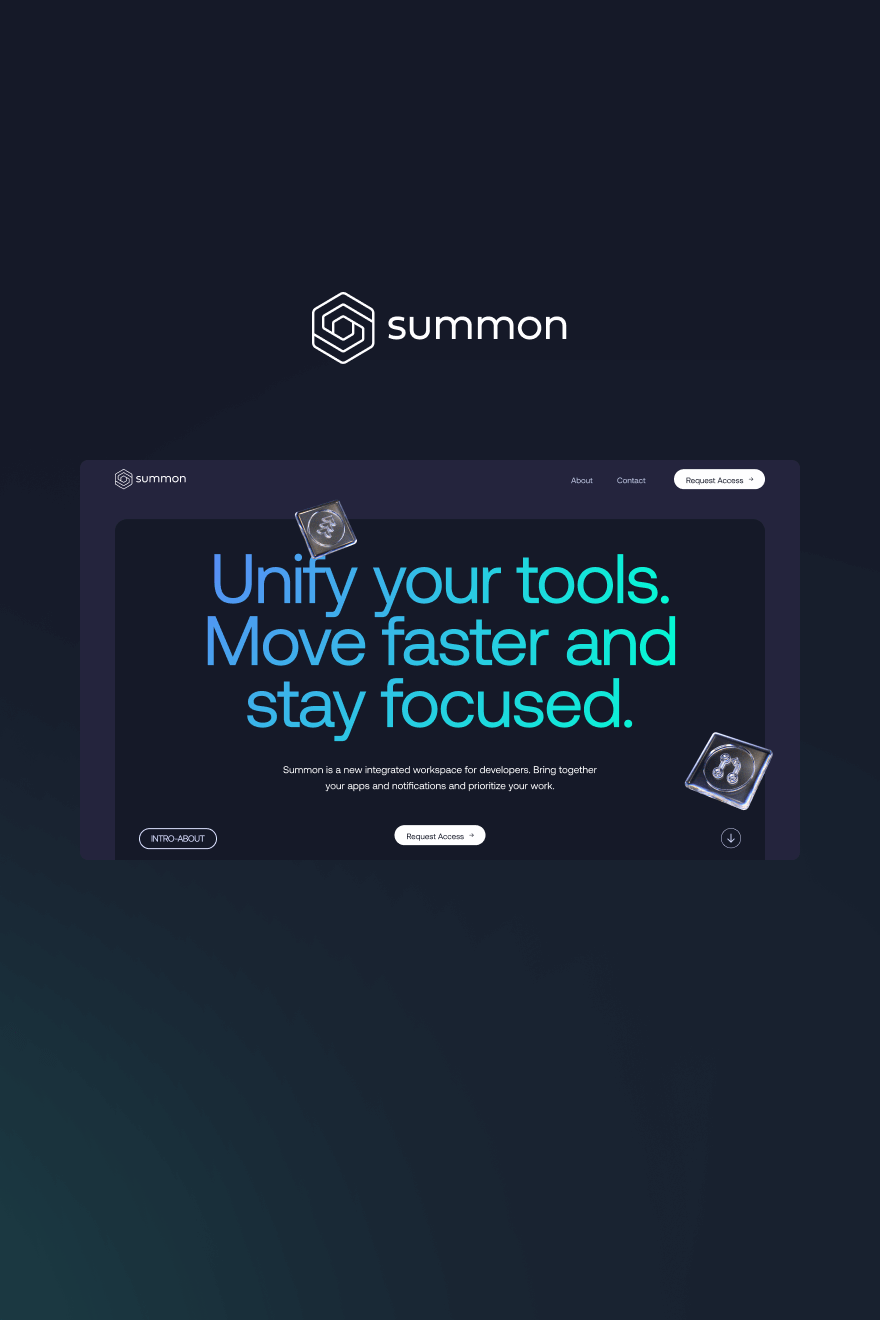 summon
summon
About
Contact
Request Access →
Unify your tools.
Move faster and
stay focused.
Summon is a new integrated workspace for developers. Bring together
your apps and notifications and prioritize your work.
INTRO-ABOUT
Request Access →